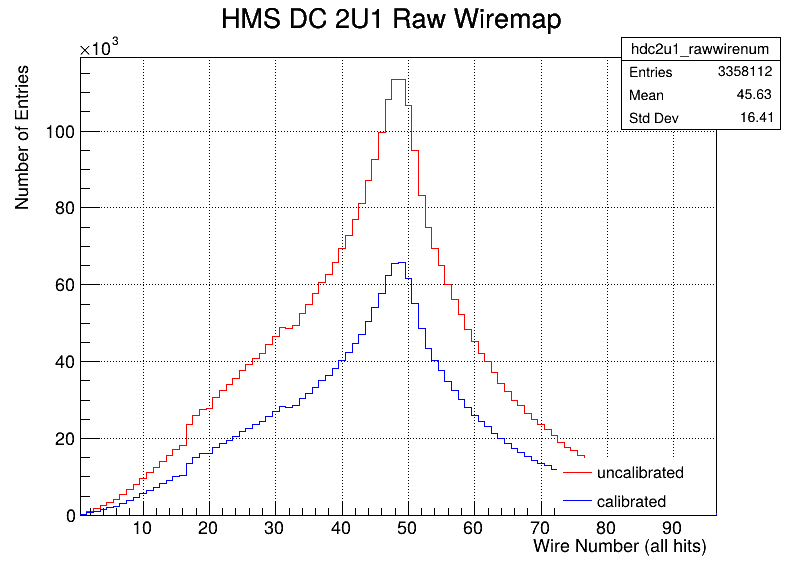 HMS DC 2U1 Raw Wiremap
×10³
hdc2u1_rawwirenum
Entries 3358112
Mean 45.63
Std Dev 16.41
Number of Entries
100
80
60
40
20
0
uncalibrated
calibrated
10 20 30 40 50 60 70 80 90
Wire Number (all hits)